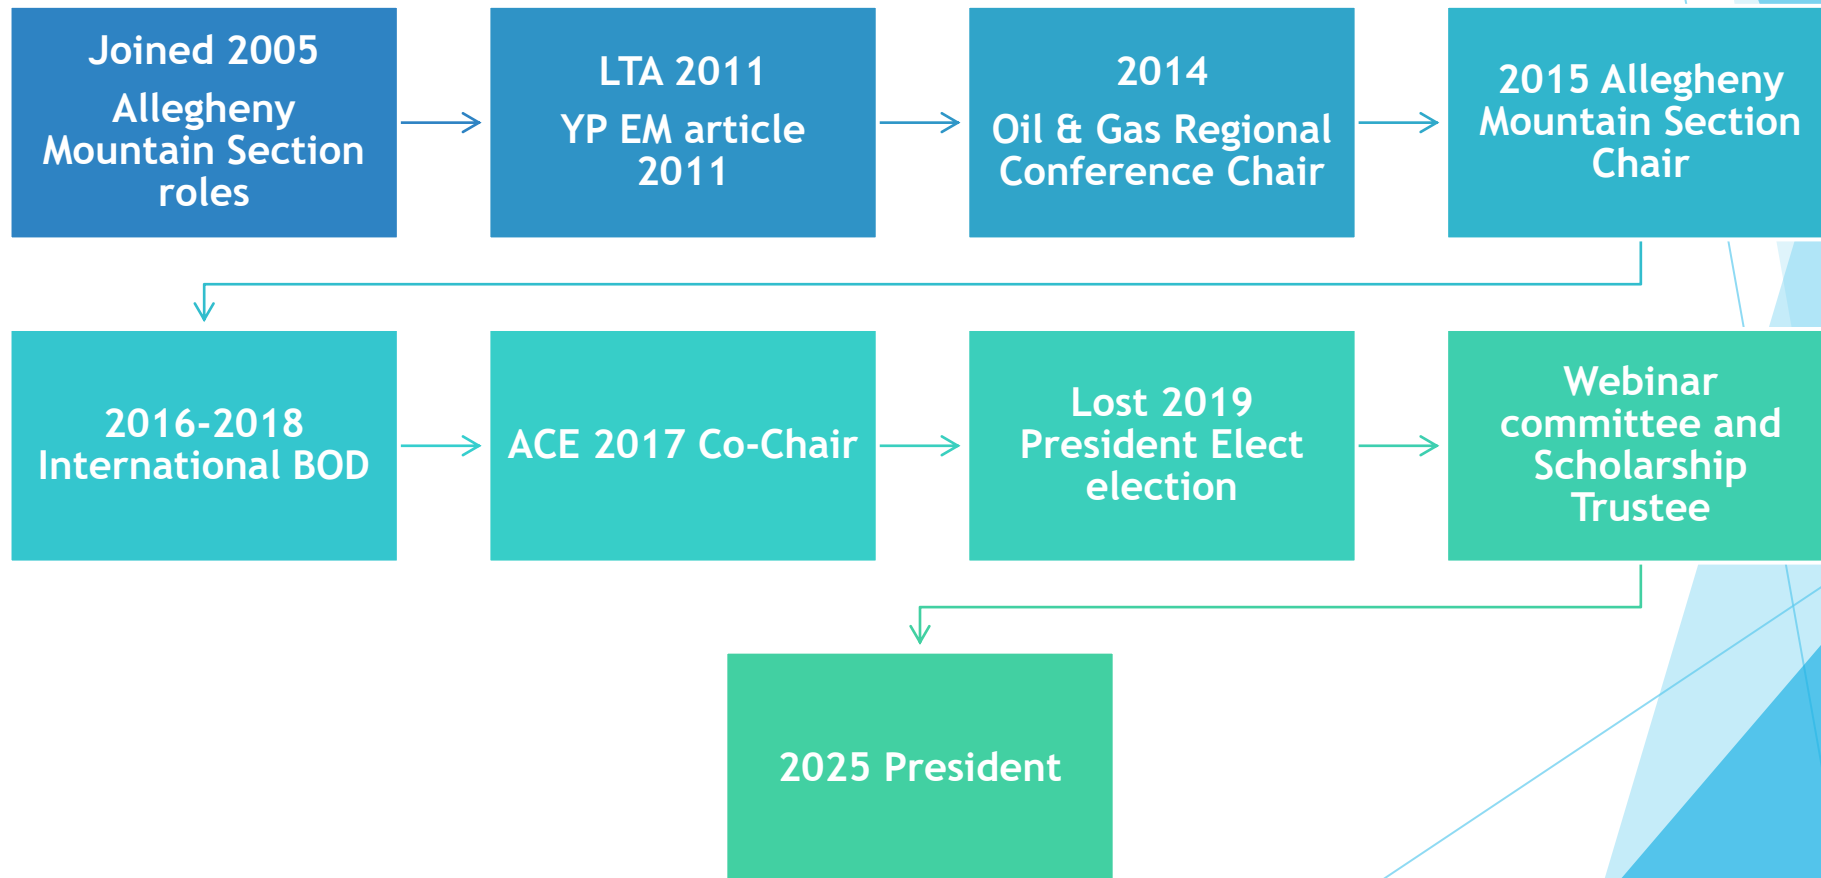 Joined 2005
Allegheny
Mountain Section
roles
LTA 2011
YP EM article
2011
2014
Oil & Gas Regional
Conference Chair
2015 Allegheny
Mountain Section
Chair
2016-2018
International BOD
ACE 2017 Co-Chair
Lost 2019
President Elect
election
Webinar
committee and
Scholarship
Trustee
2025 President